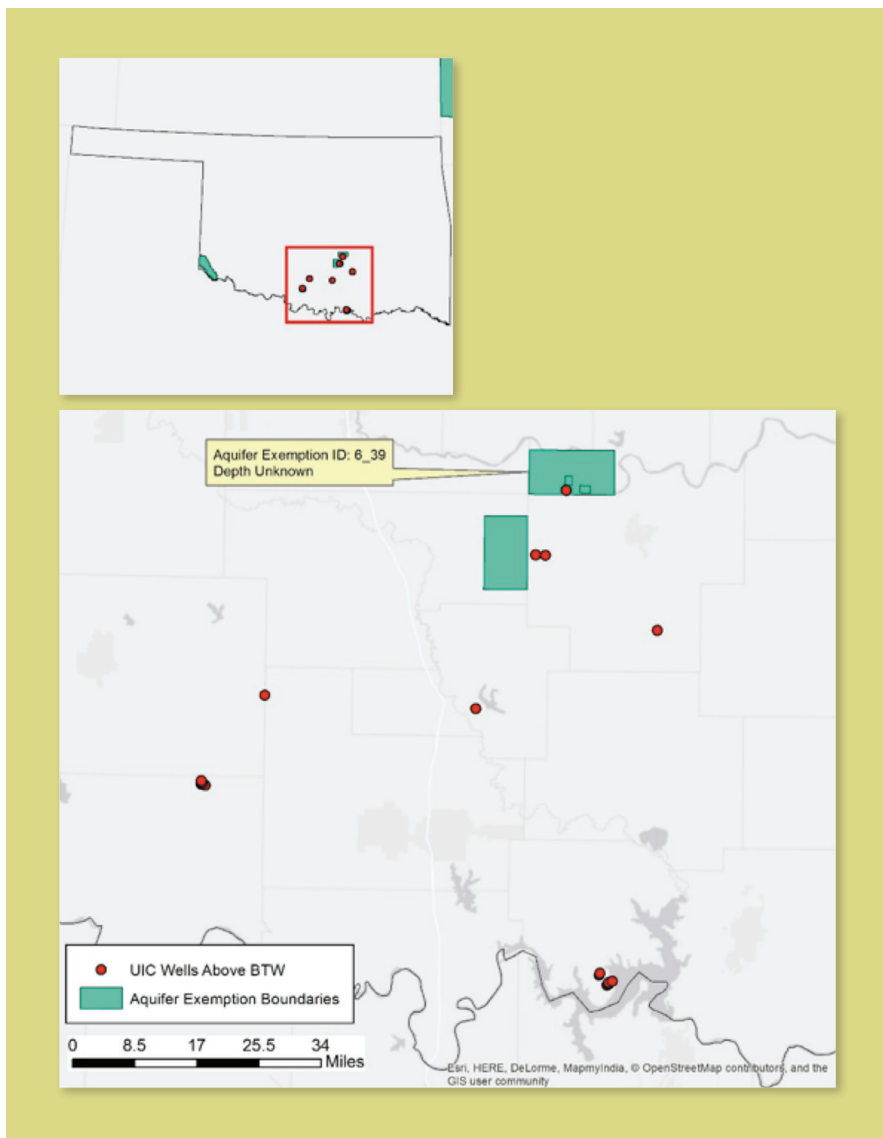 Aquifer Exemption ID: 6_39
Depth Unknown
UIC Wells Above BTW
Aquifer Exemption Boundaries
0 8.5 17 25.5 34
Miles
Esri, HERE, DeLorme, MapmyIndia, © OpenStreetMap contributors, and the
GIS user community